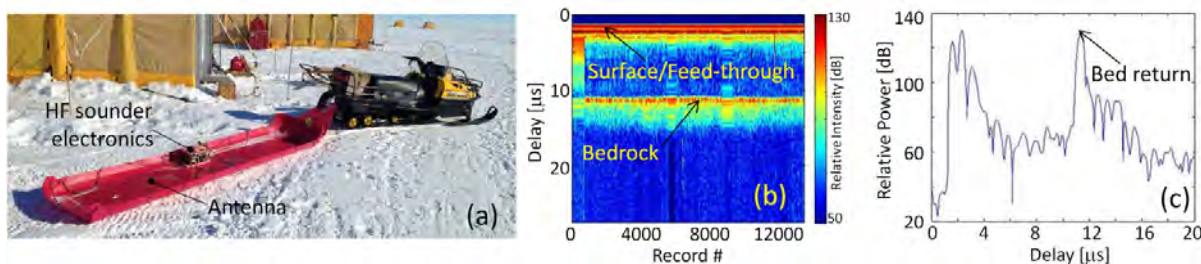 HF sounder
electronics
Antenna
(a)
0
10
20
Delay [μs]
Surface/Feed-through
Bedrock
(b)
0 4000 8000 12000
Record #
130
50
Relative Intensity [dB]
140
100
60
20
Relative Power [dB]
Bed return
(c)
0 4 8 12 16 20
Delay [μs]